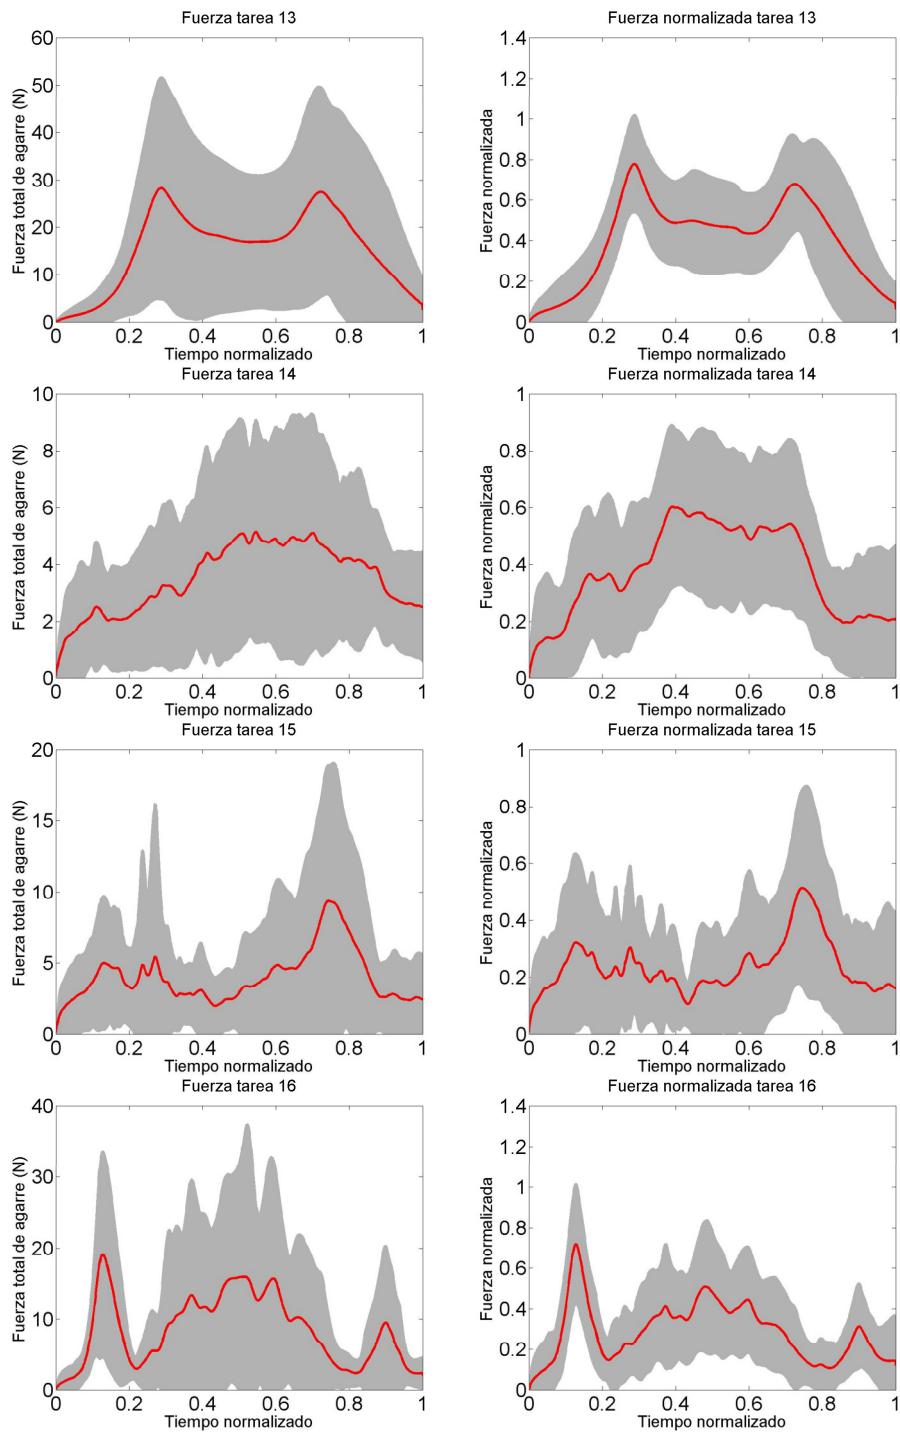 Fuerza tarea 13
Fuerza normalizada tarea 13
60
50
40
30
20
10
0
Fuerza total de agarre (N)
0 0.2 0.4 0.6 0.8 1
Tiempo normalizado
1.4
1.2
1
0.8
0.6
0.4
0.2
0
Fuerza normalizada
0 0.2 0.4 0.6 0.8 1
Tiempo normalizado
Fuerza tarea 14
Fuerza normalizada tarea 14
10
8
6
4
2
0
Fuerza total de agarre (N)
0 0.2 0.4 0.6 0.8 1
Tiempo normalizado
1
0.8
0.6
0.4
0.2
0
Fuerza normalizada
0 0.2 0.4 0.6 0.8 1
Tiempo normalizado
Fuerza tarea 15
Fuerza normalizada tarea 15
20
15
10
5
0
Fuerza total de agarre (N)
0 0.2 0.4 0.6 0.8 1
Tiempo normalizado
1
0.8
0.6
0.4
0.2
0
Fuerza normalizada
0 0.2 0.4 0.6 0.8 1
Tiempo normalizado
Fuerza tarea 16
Fuerza normalizada tarea 16
40
30
20
10
0
Fuerza total de agarre (N)
0 0.2 0.4 0.6 0.8 1
Tiempo normalizado
1.4
1.2
1
0.8
0.6
0.4
0.2
0
Fuerza normalizada
0 0.2 0.4 0.6 0.8 1
Tiempo normalizado